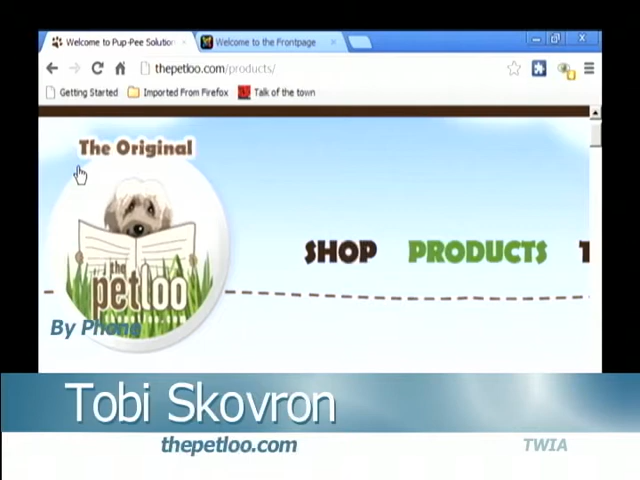 Welcome to Pup-Pee Solution
Welcome to the Frontpage
thepetloo.com/products/
Getting Started
Imported From Firefox
Talk of the town
The Original
SHOP
PRODUCTS
T
the
petloo
By Phone
Tobi Skovron
thepetloo.com
TWIA